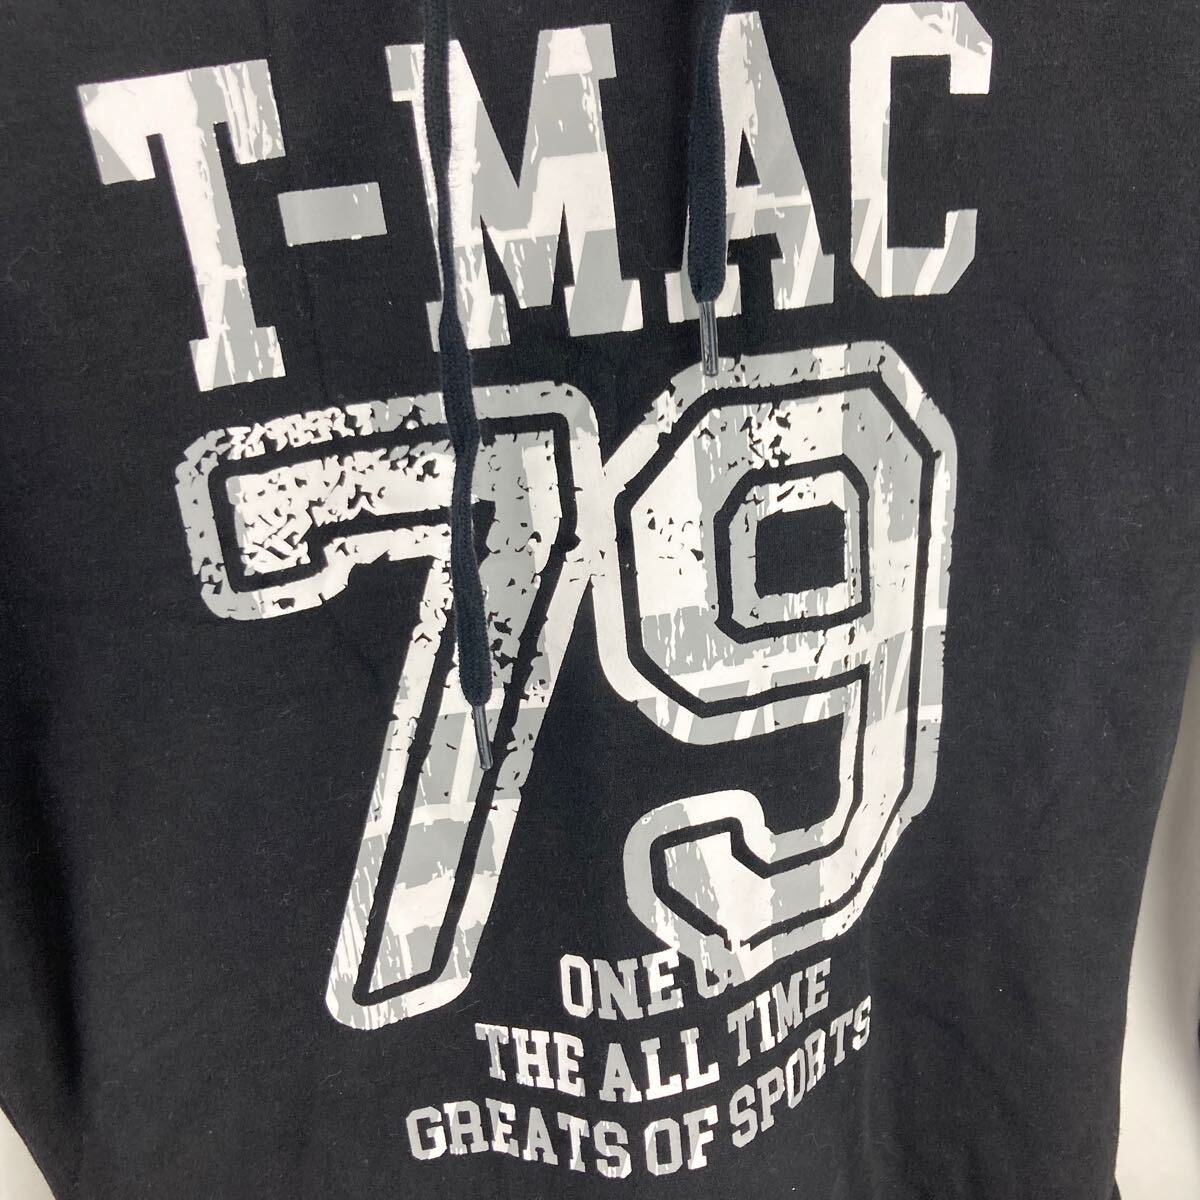 T-MAC
79
ONE O
THE ALL TIME
GREATS OF SPORTS